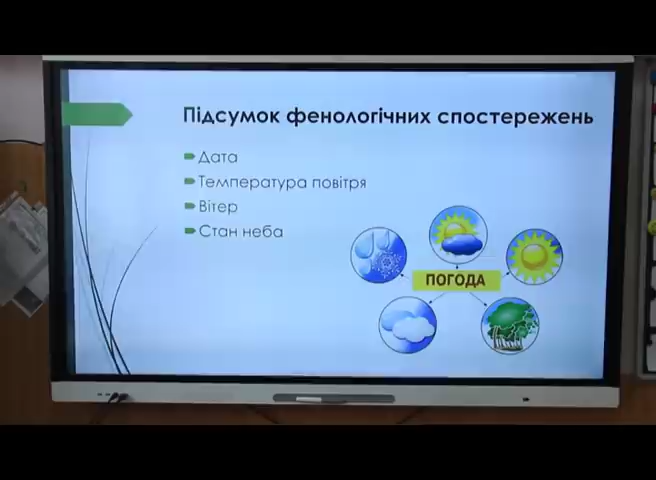 Підсумок фенологічних спостережень
Дата
Температура повітря
Вітер
Стан неба
ПОГОДА